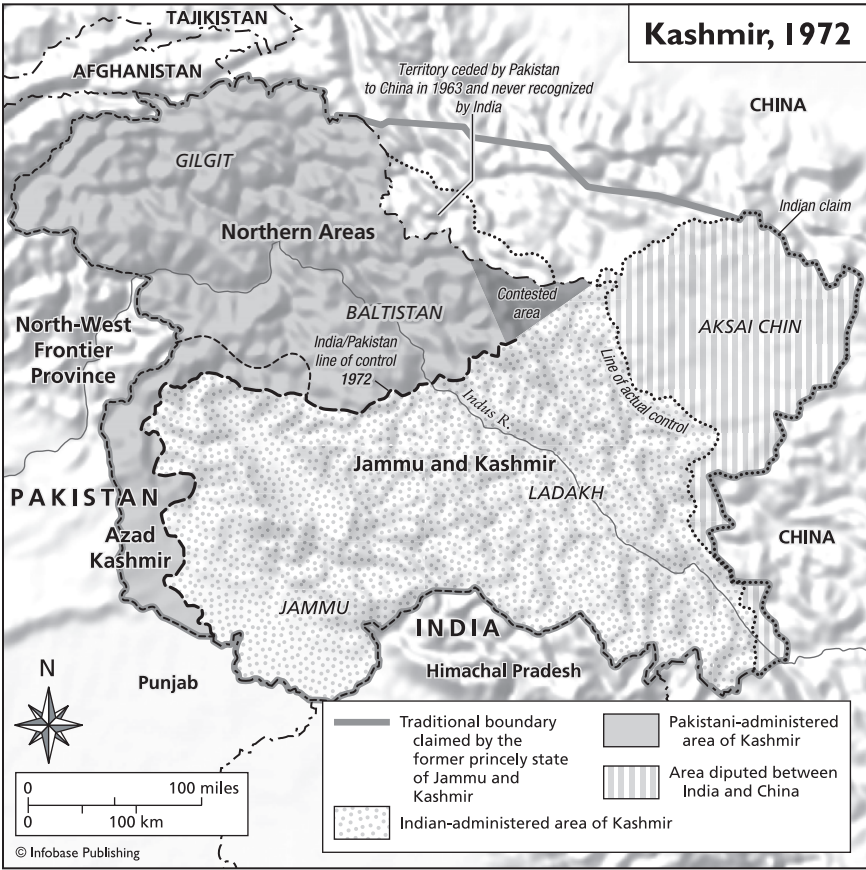 Kashmir, 1972
TAJIKISTAN
AFGHANISTAN
Territory ceded by Pakistan
to China in 1963 and never recognized
by India
CHINA
GILGIT
Indian claim
Northern Areas
Contested
area
BALTISTAN
AKSAI CHIN
North-West
Frontier
Province
India/Pakistan
line of control
1972
Line of actual control
Indus R.
Jammu and Kashmir
LADAKH
PAKISTAN
Azad
Kashmir
CHINA
JAMMU
INDIA
Himachal Pradesh
Punjab
N
0 100 miles
0 100 km
Traditional boundary
claimed by the
former princely state
of Jammu and
Kashmir
Indian-administered area of Kashmir
Pakistani-administered
area of Kashmir
Area diputed between
India and China
© Infobase Publishing